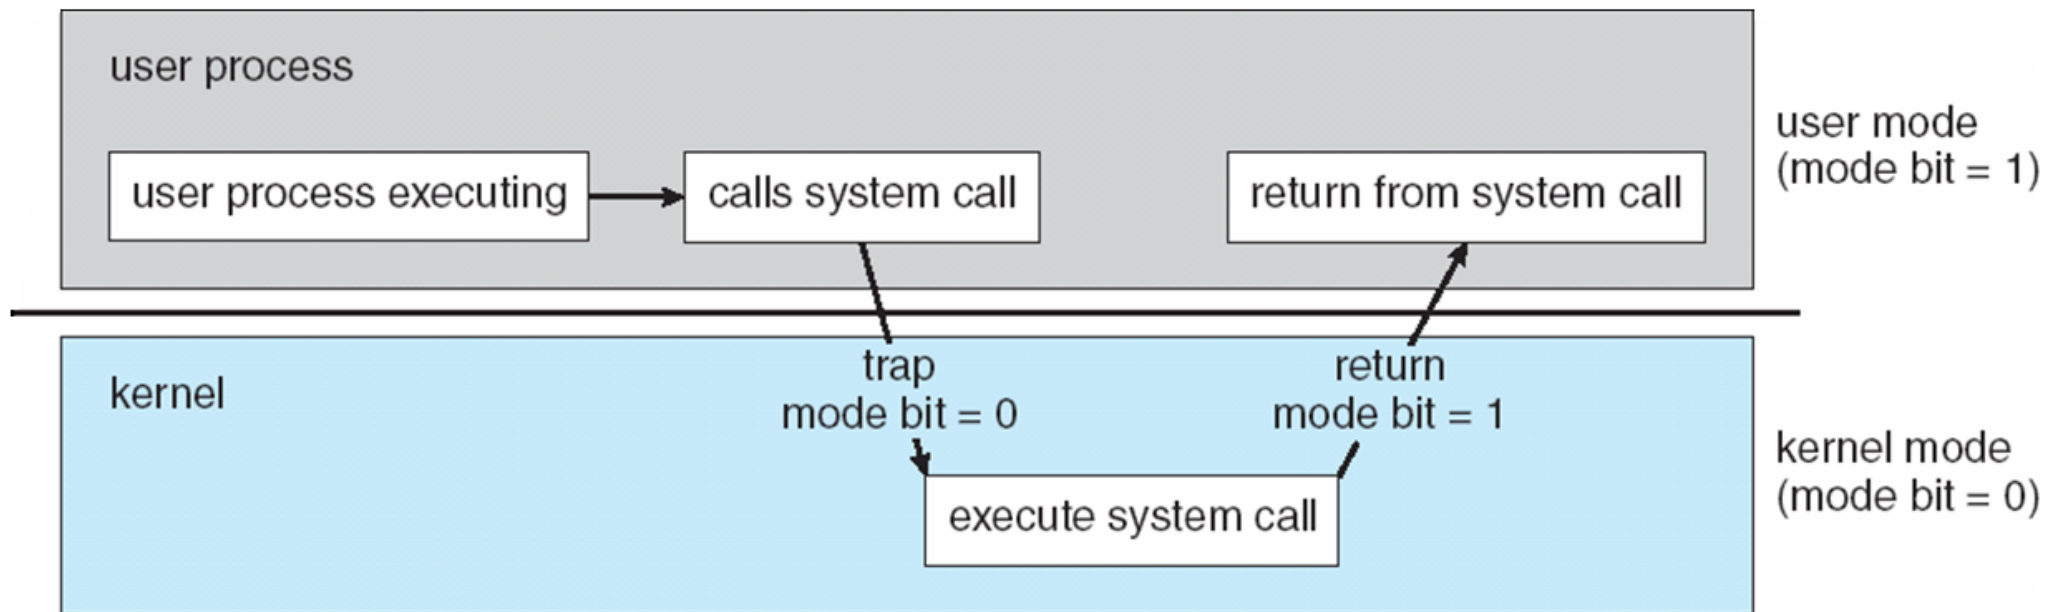 user process
user process executing
calls system call
return from system call
user mode
(mode bit = 1)
kernel
trap
mode bit = 0
return
mode bit = 1
execute system call
kernel mode
(mode bit = 0)